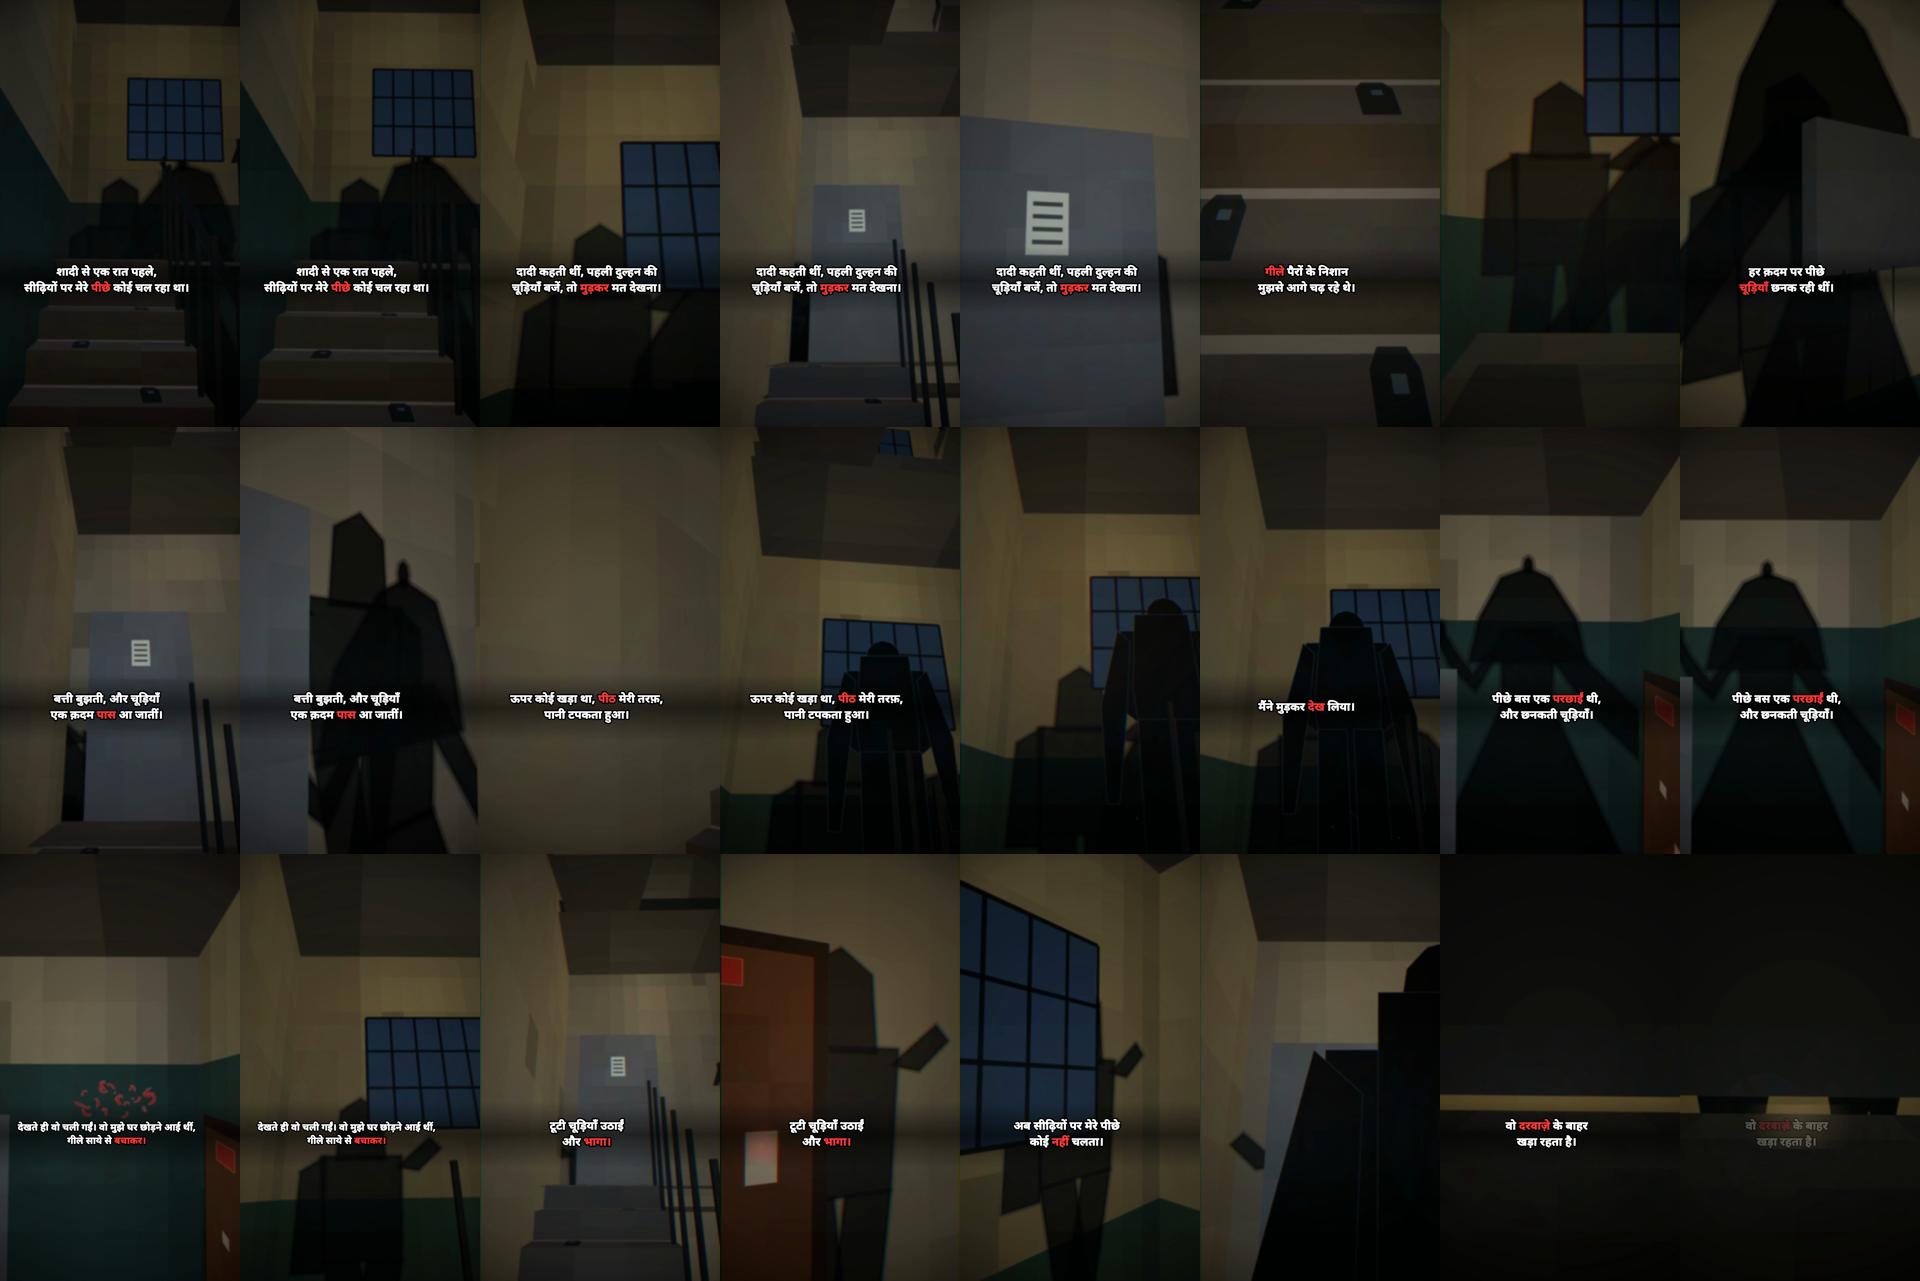 शादी से एक रात पहले,
सीढ़ियों पर मेरे पीछे कोई चल रहा था।
शादी से एक रात पहले,
सीढ़ियों पर मेरे पीछे कोई चल रहा था।
दादी कहती थीं, पहली दुल्हन की
चूड़ियाँ बजें, तो मुड़कर मत देखना।
दादी कहती थीं, पहली दुल्हन की
चूड़ियाँ बजें, तो मुड़कर मत देखना।
दादी कहती थीं, पहली दुल्हन की
चूड़ियाँ बजें, तो मुड़कर मत देखना।
गीले पैरों के निशान
मुझसे आगे चढ़ रहे थे।
हर क़दम पर पीछे
चूड़ियाँ छनक रही थीं।
बत्ती बुझती, और चूड़ियाँ
एक क़दम पास आ जातीं।
बत्ती बुझती, और चूड़ियाँ
एक क़दम पास आ जातीं।
ऊपर कोई खड़ा था, पीठ मेरी तरफ़,
पानी टपकता हुआ।
ऊपर कोई खड़ा था, पीठ मेरी तरफ़,
पानी टपकता हुआ।
मैंने मुड़कर देख लिया।
पीछे बस एक परछाईं थी,
और छनकती चूड़ियाँ।
पीछे बस एक परछाईं थी,
और छनकती चूड़ियाँ।
देखते ही वो चली गईं। वो मुझे घर छोड़ने आई थीं,
गीले साये से बचाकर।
देखते ही वो चली गईं। वो मुझे घर छोड़ने आई थीं,
गीले साये से बचाकर।
टूटी चूड़ियाँ उठाईं
और भागा।
टूटी चूड़ियाँ उठाईं
और भागा।
अब सीढ़ियों पर मेरे पीछे
कोई नहीं चलता।
वो दरवाज़े के बाहर
खड़ा रहता है।
वो दरवाज़े के बाहर
खड़ा रहता है।